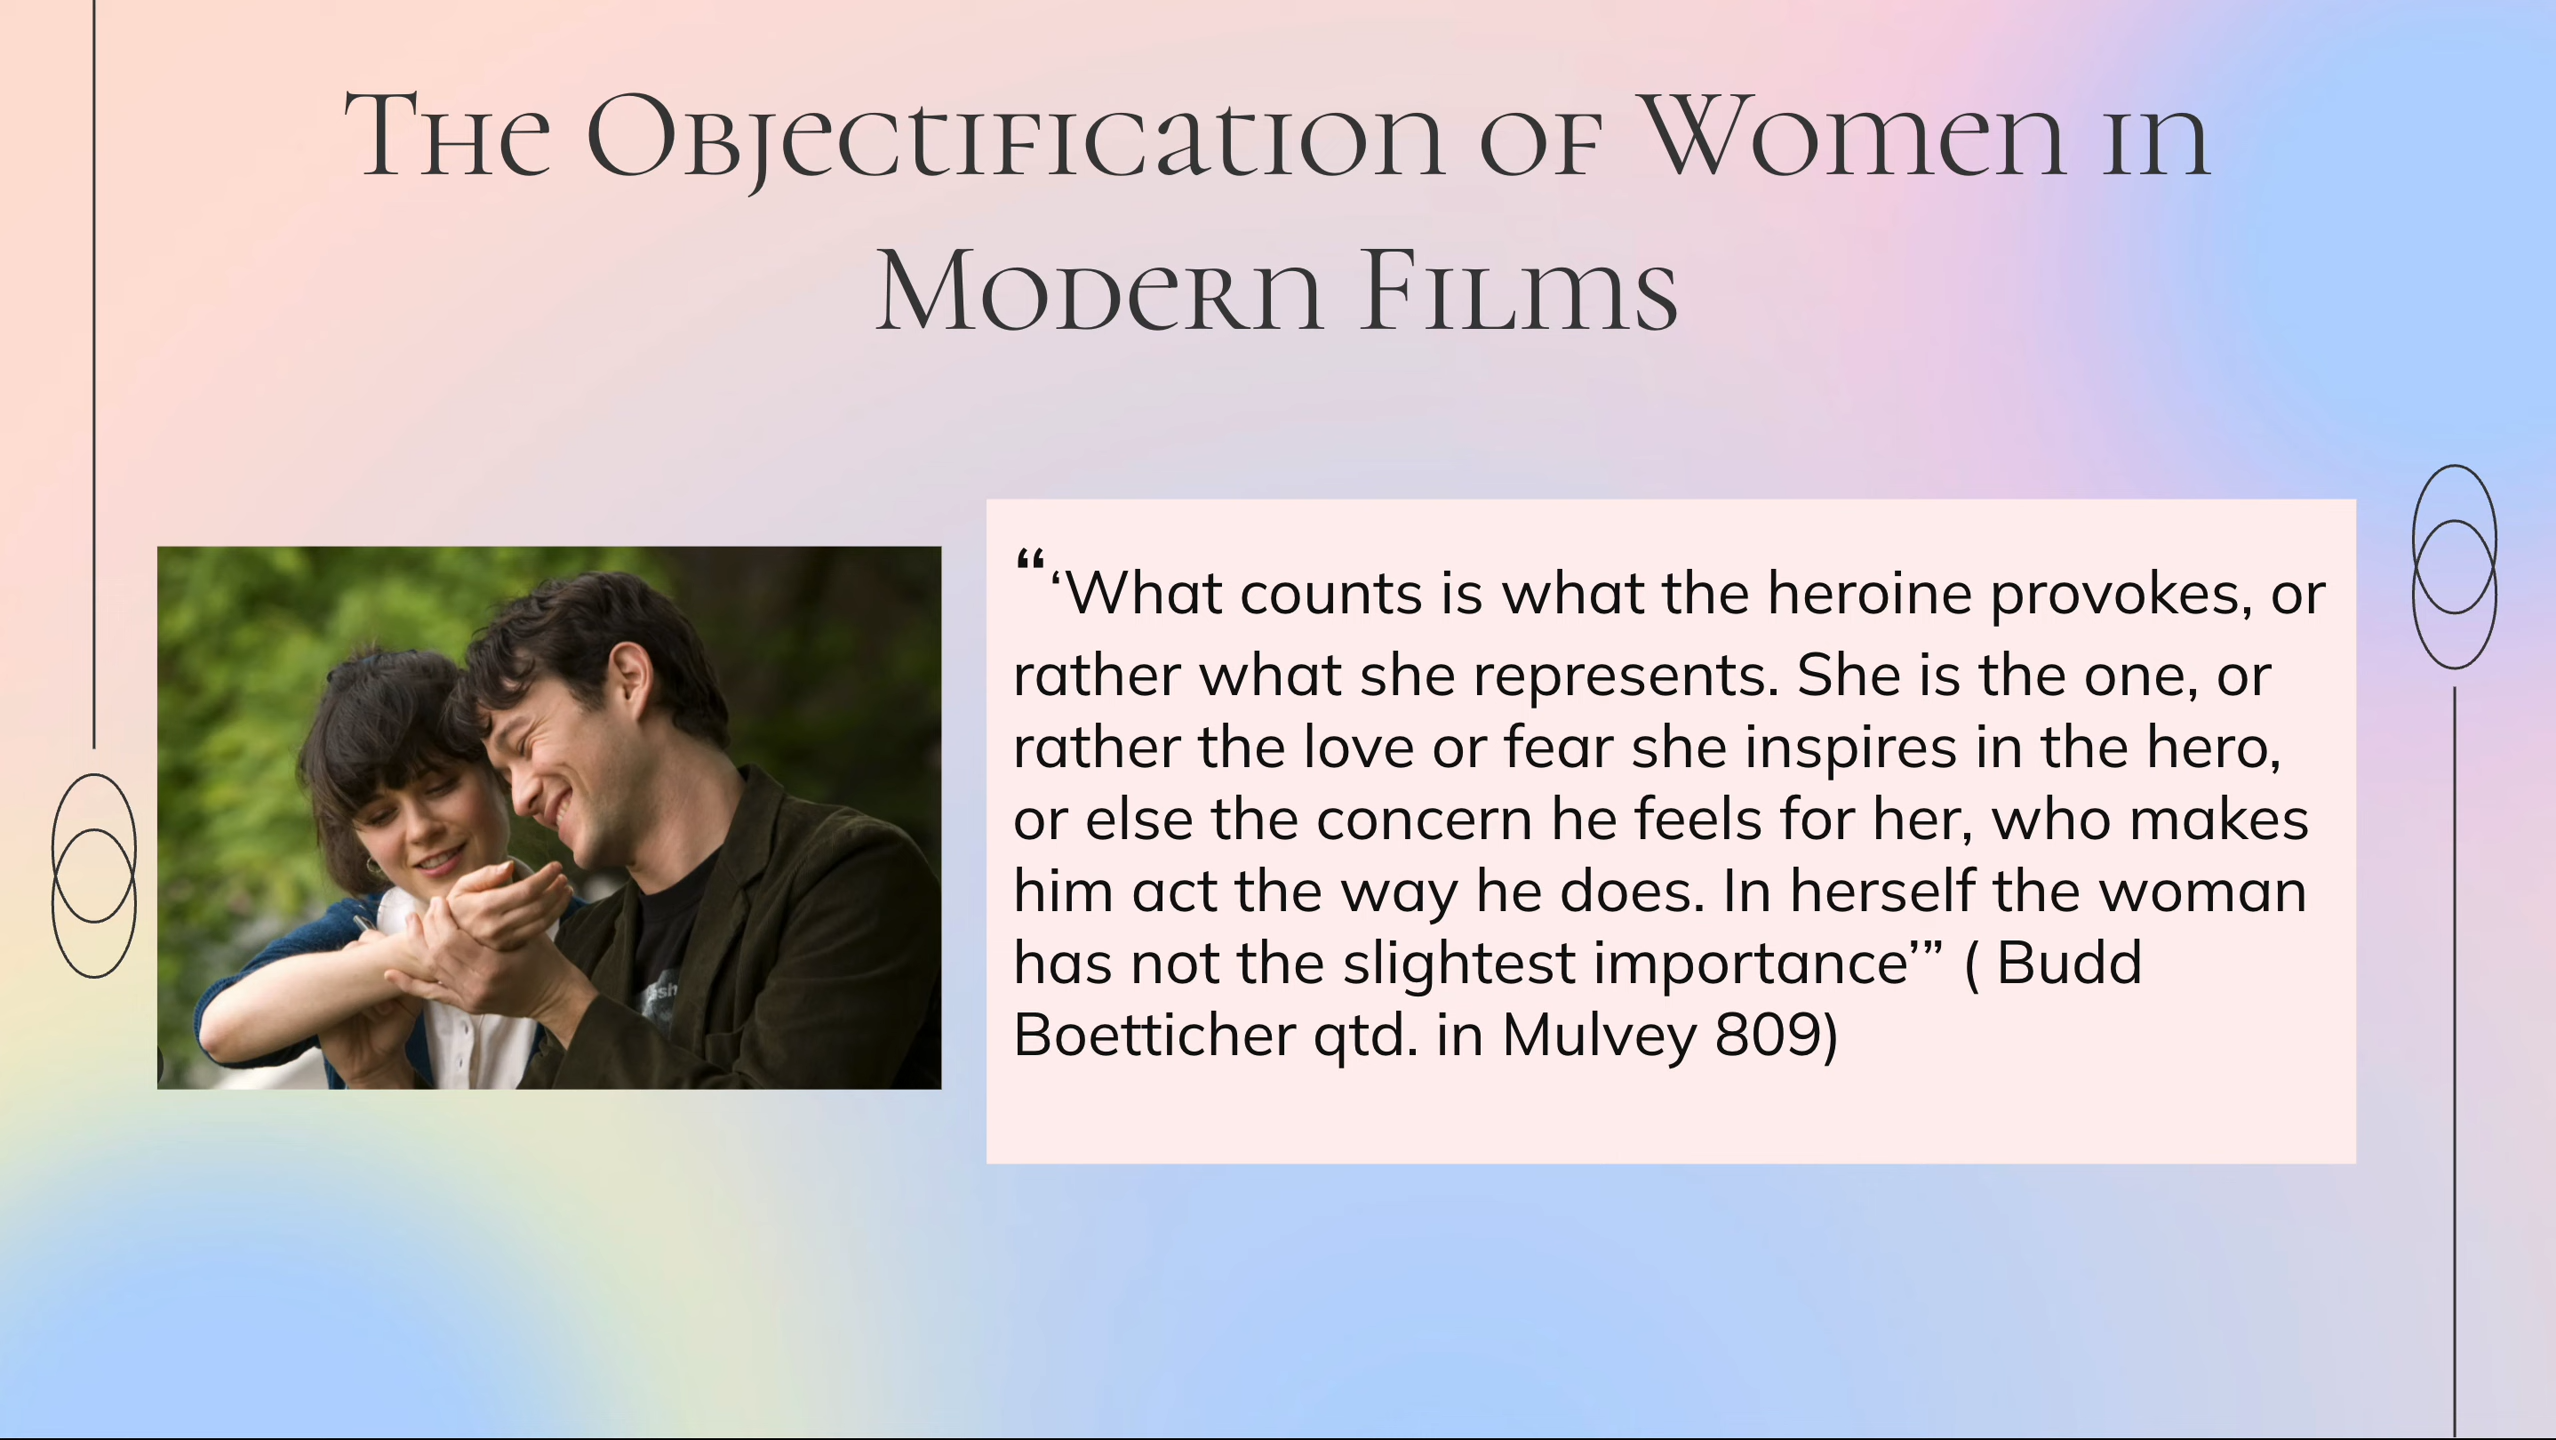 The Objectification of Women in
Modern Films
“‘What counts is what the heroine provokes, or
rather what she represents. She is the one, or
rather the love or fear she inspires in the hero,
or else the concern he feels for her, who makes
him act the way he does. In herself the woman
has not the slightest importance’” ( Budd
Boetticher qtd. in Mulvey 809)